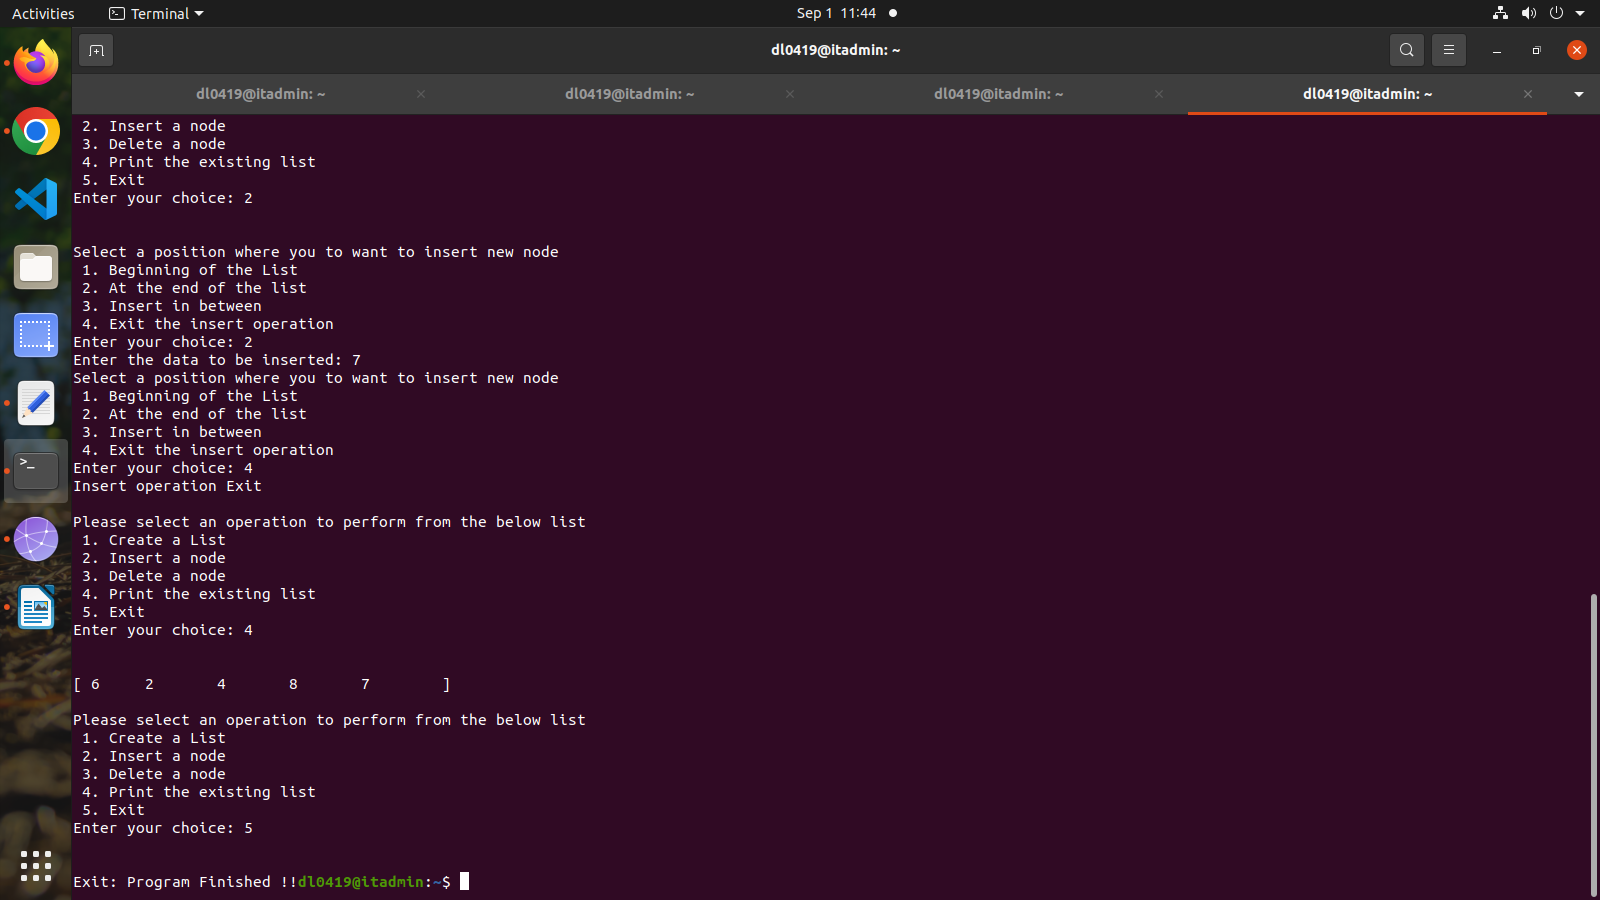 Activities Terminal Sep 1 11:44
dl0419@itadmin: ~
dl0419@itadmin: ~ dl0419@itadmin: ~ dl0419@itadmin: ~ dl0419@itadmin: ~
2. Insert a node
3. Delete a node
4. Print the existing list
5. Exit
Enter your choice: 2
Select a position where you to want to insert new node
1. Beginning of the List
2. At the end of the list
3. Insert in between
4. Exit the insert operation
Enter your choice: 2
Enter the data to be inserted: 7
Select a position where you to want to insert new node
1. Beginning of the List
2. At the end of the list
3. Insert in between
4. Exit the insert operation
Enter your choice: 4
Insert operation Exit
Please select an operation to perform from the below list
1. Create a List
2. Insert a node
3. Delete a node
4. Print the existing list
5. Exit
Enter your choice: 4
[ 6 2 4 8 7 ]
Please select an operation to perform from the below list
1. Create a List
2. Insert a node
3. Delete a node
4. Print the existing list
5. Exit
Enter your choice: 5
Exit: Program Finished !!dl0419@itadmin:~$